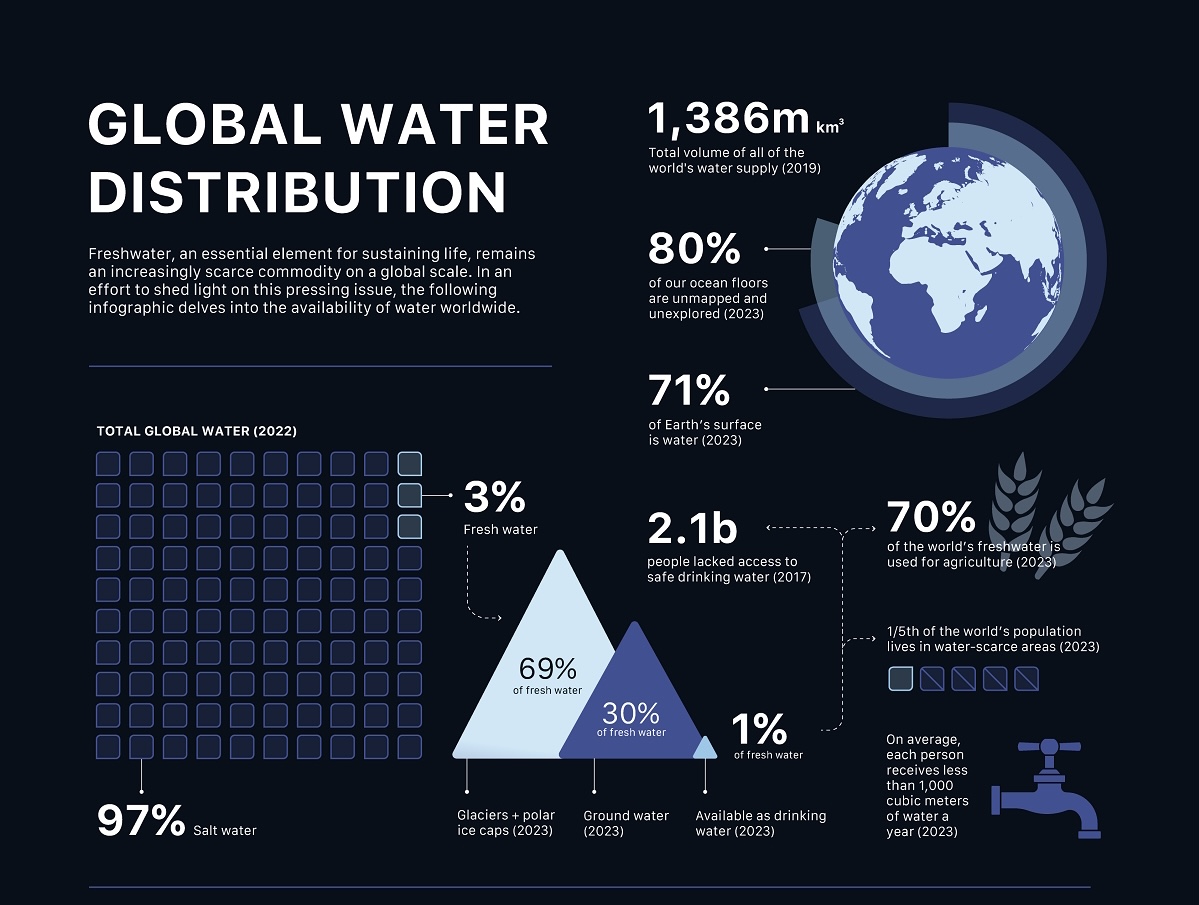 GLOBAL WATER
DISTRIBUTION
Freshwater, an essential element for sustaining life, remains
an increasingly scarce commodity on a global scale. In an
effort to shed light on this pressing issue, the following
infographic delves into the availability of water worldwide.
1,386m km³
Total volume of all of the
world's water supply (2019)
80%
of our ocean floors
are unmapped and
unexplored (2023)
71%
of Earth's surface
is water (2023)
TOTAL GLOBAL WATER (2022)
3%
Fresh water
97% Salt water
69%
of fresh water
30%
of fresh water
1%
of fresh water
Glaciers + polar
ice caps (2023)
Ground water
(2023)
Available as drinking
water (2023)
2.1b
people lacked access to
safe drinking water (2017)
70%
of the world's freshwater is
used for agriculture (2023)
1/5th of the world's population
lives in water-scarce areas (2023)
On average,
each person
receives less
than 1,000
cubic meters
of water a
year (2023)